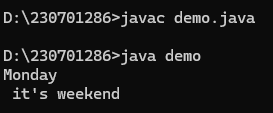 D:\230701286>javac demo.java
D:\230701286>java demo
Monday
 it's weekend